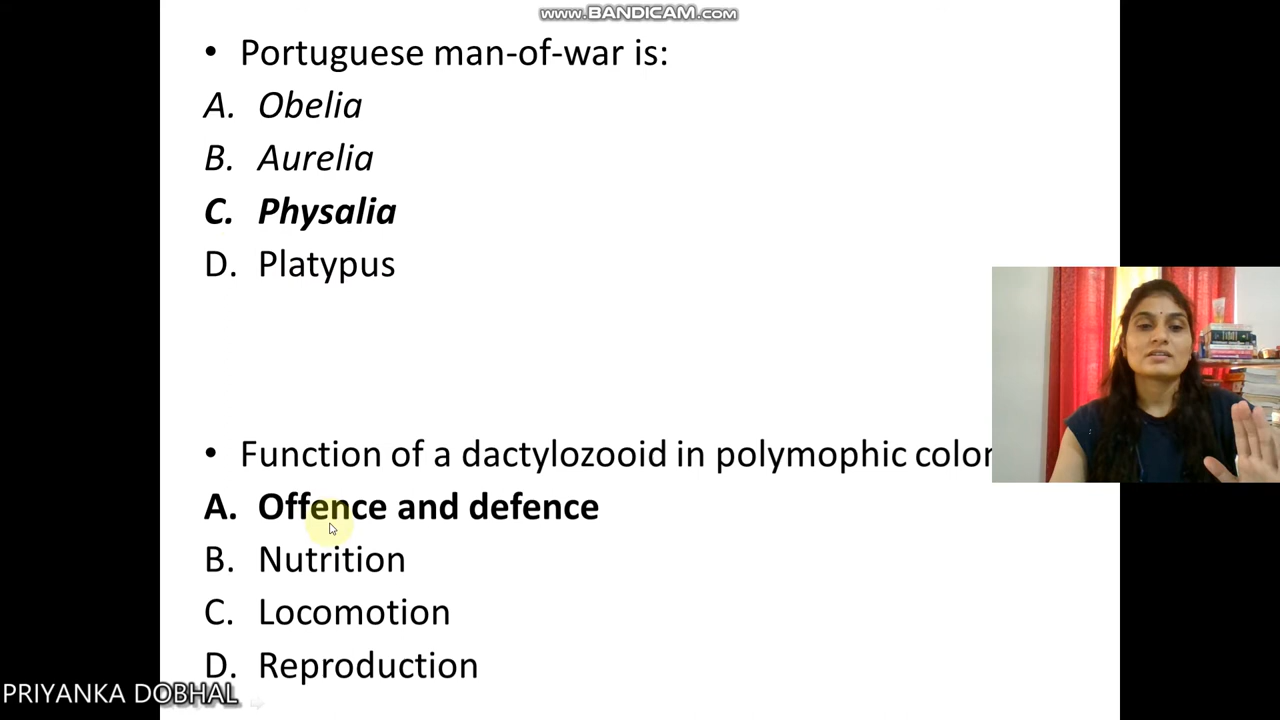 www.BANDICAM.com
• Portuguese man-of-war is:
A. Obelia
B. Aurelia
C. Physalia
D. Platypus
• Function of a dactylozooid in polymophic
A. Offence and defence
B. Nutrition
C. Locomotion
D. Reproduction
PRIYANKA DOBHAL